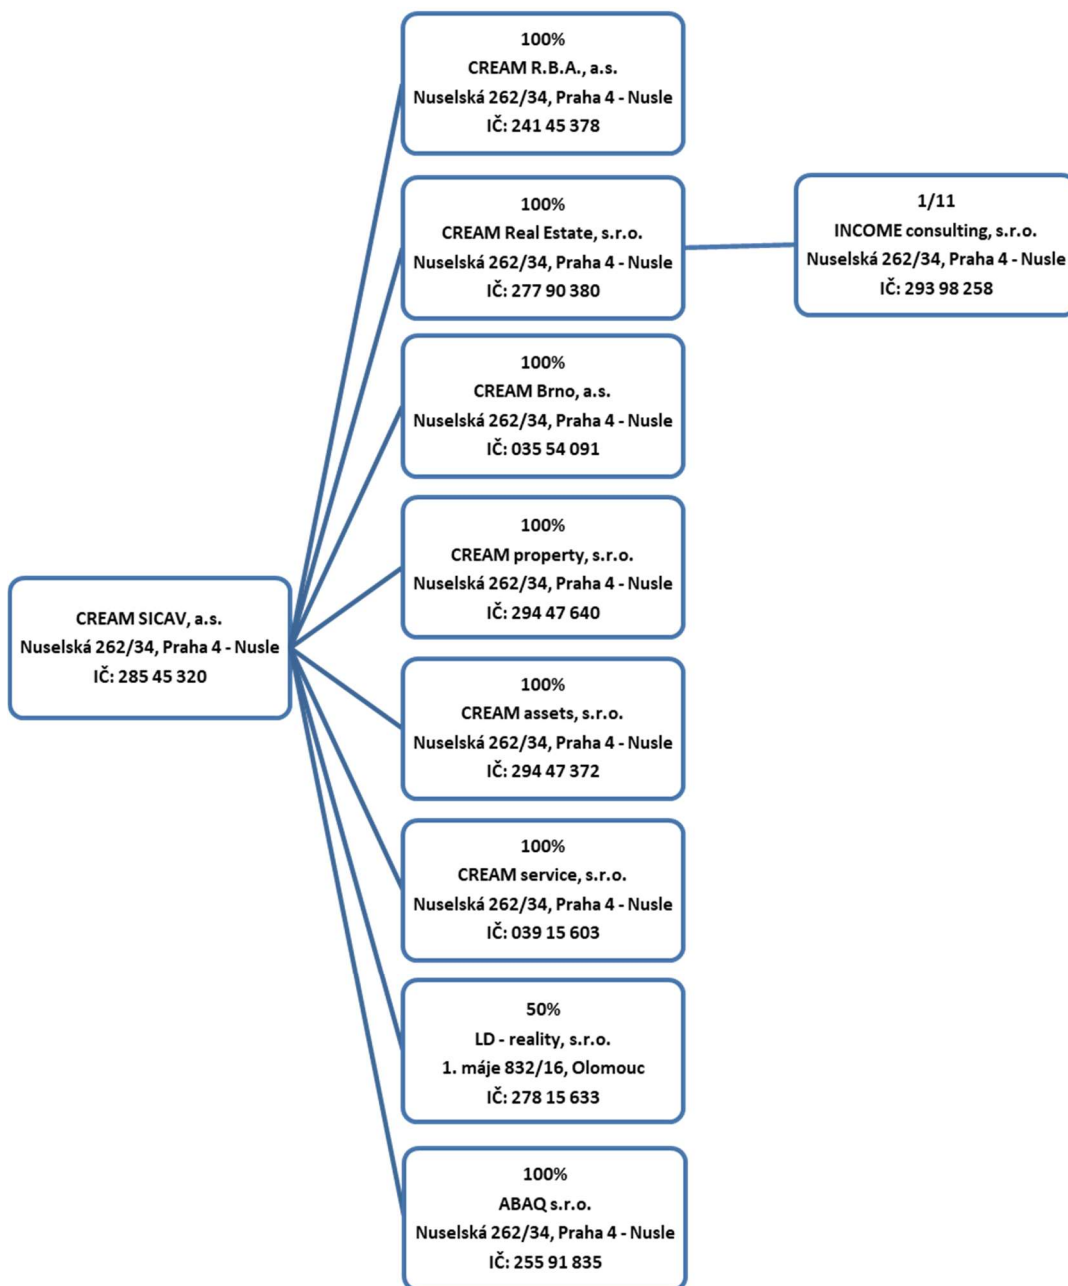 100%
CREAM R.B.A., a.s.
Nuselská 262/34, Praha 4 - Nusle
IČ: 241 45 378
100%
CREAM Real Estate, s.r.o.
Nuselská 262/34, Praha 4 - Nusle
IČ: 277 90 380
1/11
INCOME consulting, s.r.o.
Nuselská 262/34, Praha 4 - Nusle
IČ: 293 98 258
100%
CREAM Brno, a.s.
Nuselská 262/34, Praha 4 - Nusle
IČ: 035 54 091
100%
CREAM property, s.r.o.
Nuselská 262/34, Praha 4 - Nusle
IČ: 294 47 640
CREAM SICAV, a.s.
Nuselská 262/34, Praha 4 - Nusle
IČ: 285 45 320
100%
CREAM assets, s.r.o.
Nuselská 262/34, Praha 4 - Nusle
IČ: 294 47 372
100%
CREAM service, s.r.o.
Nuselská 262/34, Praha 4 - Nusle
IČ: 039 15 603
50%
LD - reality, s.r.o.
1. máje 832/16, Olomouc
IČ: 278 15 633
100%
ABAQ s.r.o.
Nuselská 262/34, Praha 4 - Nusle
IČ: 255 91 835